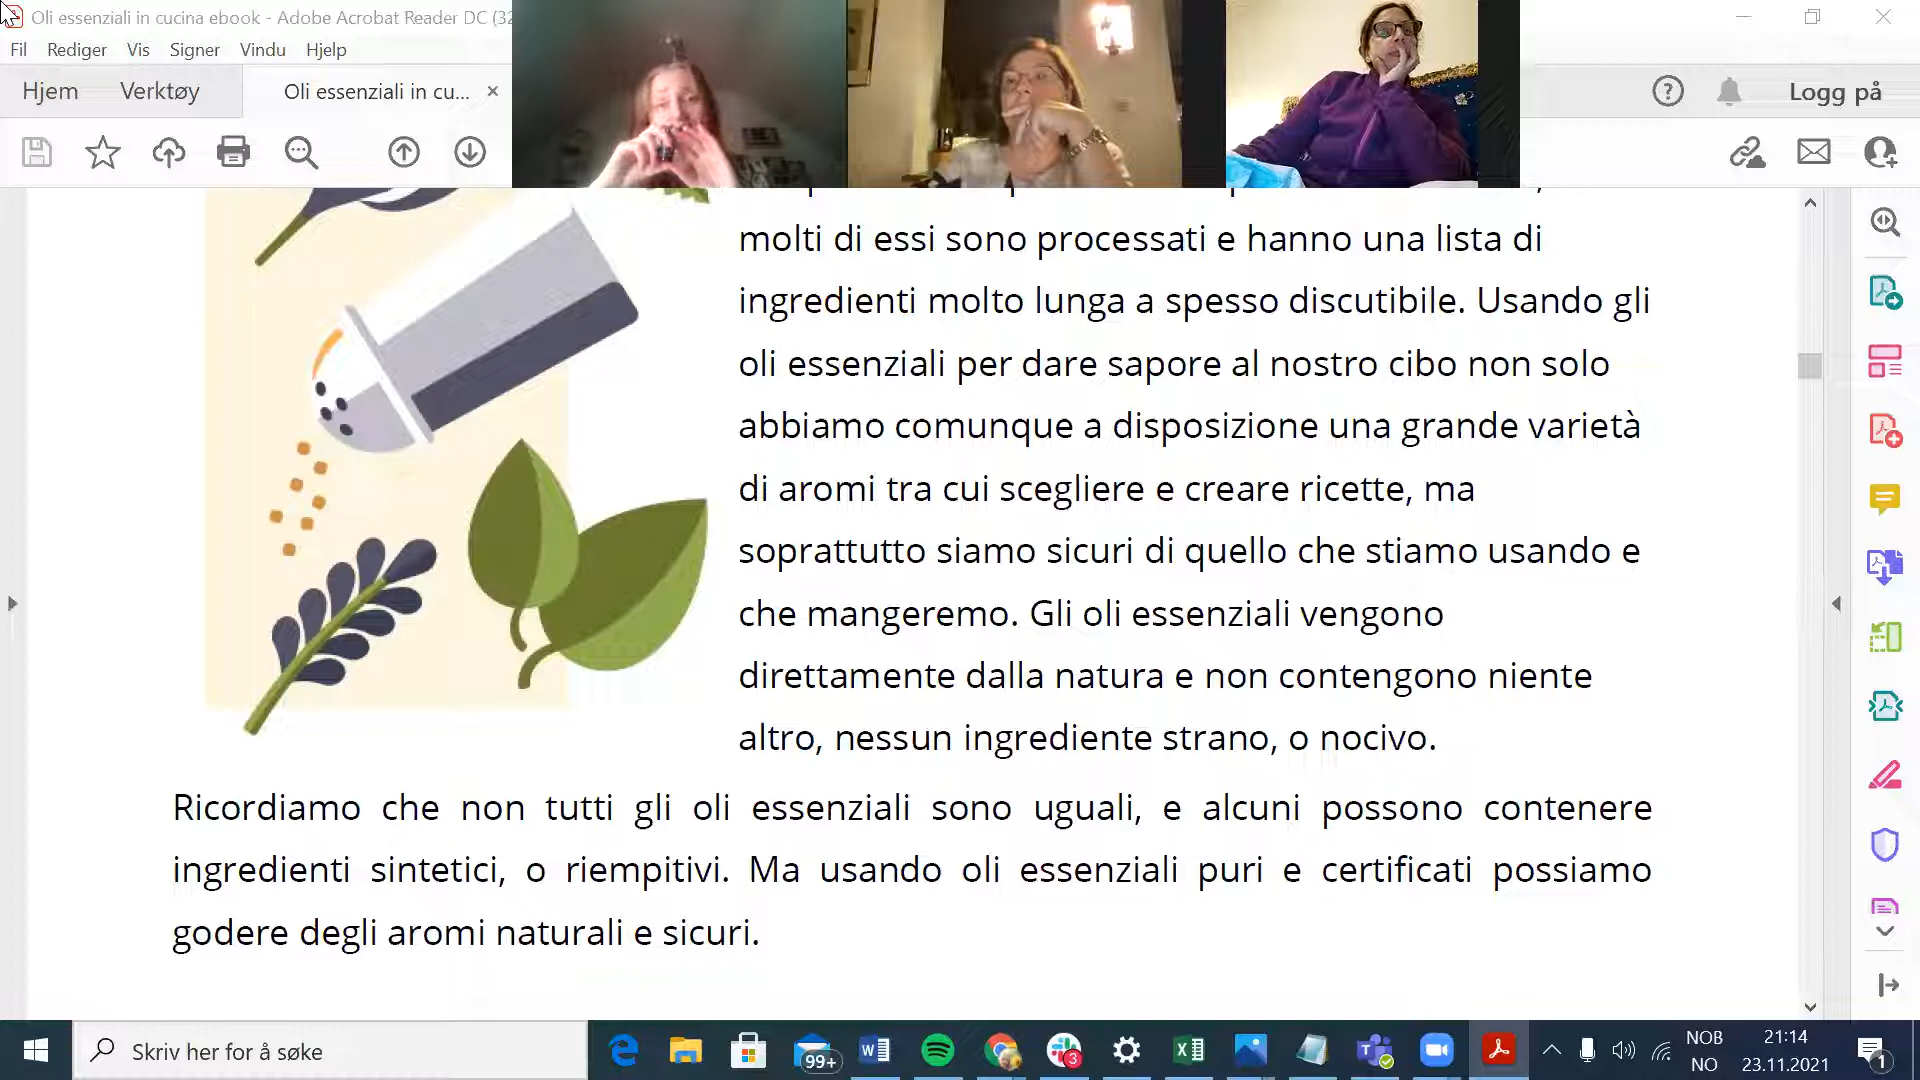 Oli essenziali in cucina ebook - Adobe Acrobat Reader DC (32
Fil Rediger Vis Signer Vindu Hjelp
Hjem Verktøy Oli essenziali in cu... × Logg på
molti di essi sono processati e hanno una lista di
ingredienti molto lunga a spesso discutibile. Usando gli
oli essenziali per dare sapore al nostro cibo non solo
abbiamo comunque a disposizione una grande varietà
di aromi tra cui scegliere e creare ricette, ma
soprattutto siamo sicuri di quello che stiamo usando e
che mangeremo. Gli oli essenziali vengono
direttamente dalla natura e non contengono niente
altro, nessun ingrediente strano, o nocivo.
Ricordiamo che non tutti gli oli essenziali sono uguali, e alcuni possono contenere
ingredienti sintetici, o riempitivi. Ma usando oli essenziali puri e certificati possiamo
godere degli aromi naturali e sicuri.
Skriv her for å søke
99+
3
NOB
NO
21:14
23.11.2021
1